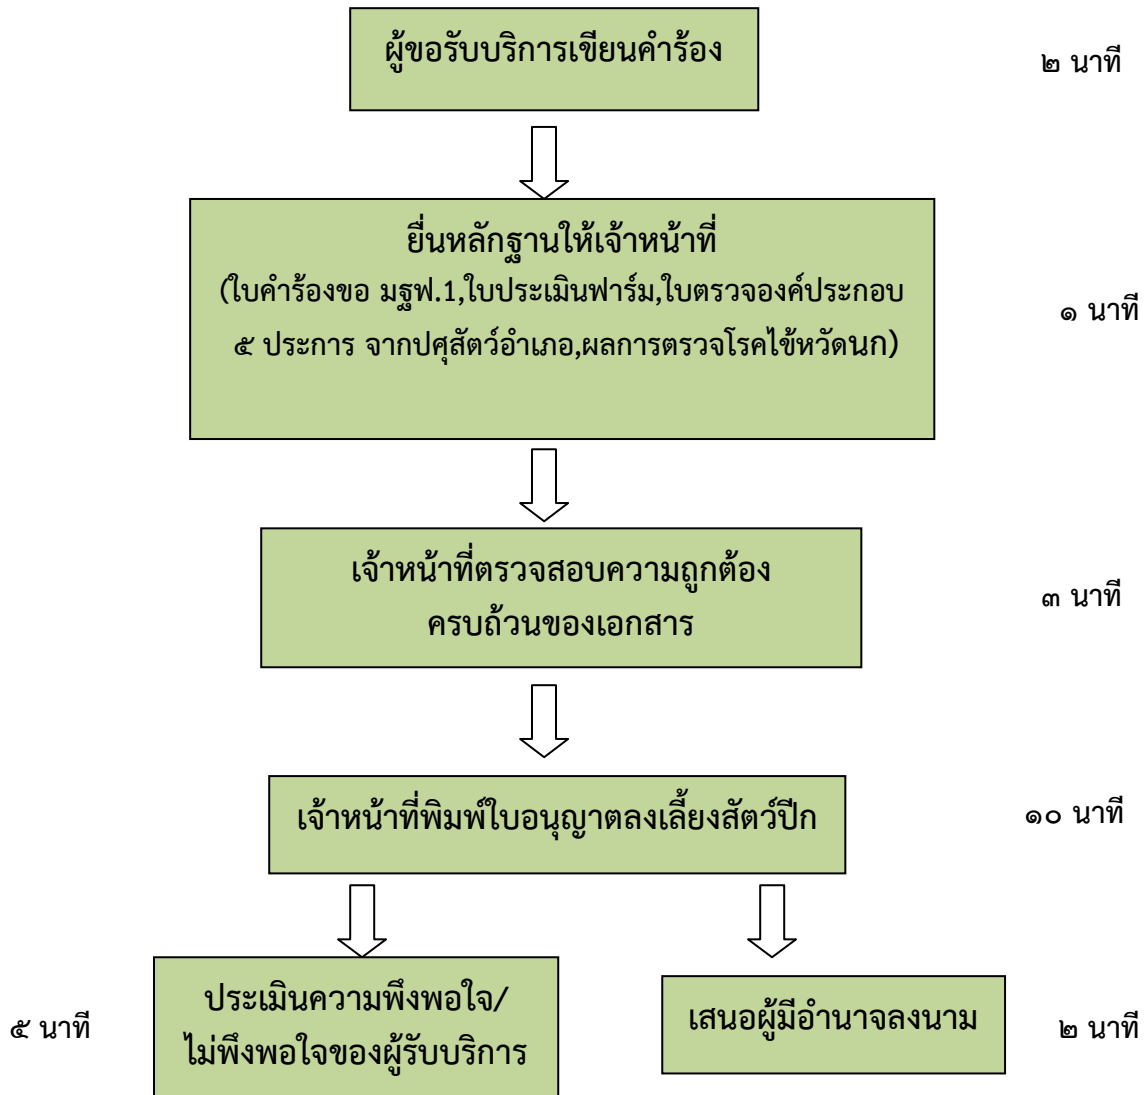 ผู้ขอรับบริการเขียนคำร้อง
๒ นาที
ยื่นหลักฐานให้เจ้าหน้าที่
(ใบคำร้องขอ มฐฟ.1,ใบประเมินฟาร์ม,ใบตรวจองค์ประกอบ
๕ ประการ จากปศุสัตว์อำเภอ,ผลการตรวจโรคไข้หวัดนก)
๑ นาที
เจ้าหน้าที่ตรวจสอบความถูกต้อง
ครบถ้วนของเอกสาร
๓ นาที
เจ้าหน้าที่พิมพ์ใบอนุญาตลงเลี้ยงสัตว์ปีก
๑๐ นาที
๕ นาที
ประเมินความพึงพอใจ/
ไม่พึงพอใจของผู้รับบริการ
เสนอผู้มีอำนาจลงนาม
๒ นาที